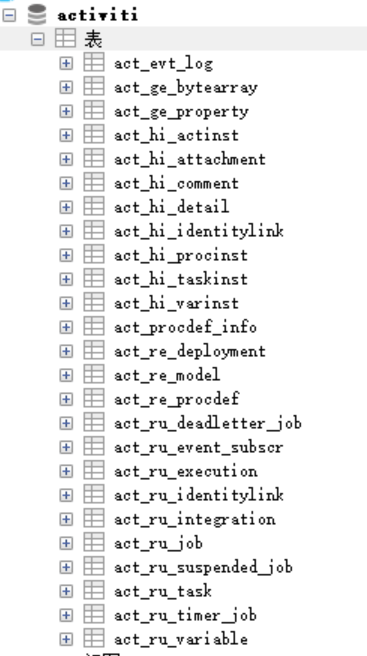 activiti
表
act_evt_log
act_ge_bytearray
act_ge_property
act_hi_actinst
act_hi_attachment
act_hi_comment
act_hi_detail
act_hi_identitylink
act_hi_procinst
act_hi_taskinst
act_hi_varinst
act_procdef_info
act_re_deployment
act_re_model
act_re_procdef
act_ru_deadletter_job
act_ru_event_subscr
act_ru_execution
act_ru_identitylink
act_ru_integration
act_ru_job
act_ru_suspended_job
act_ru_task
act_ru_timer_job
act_ru_variable